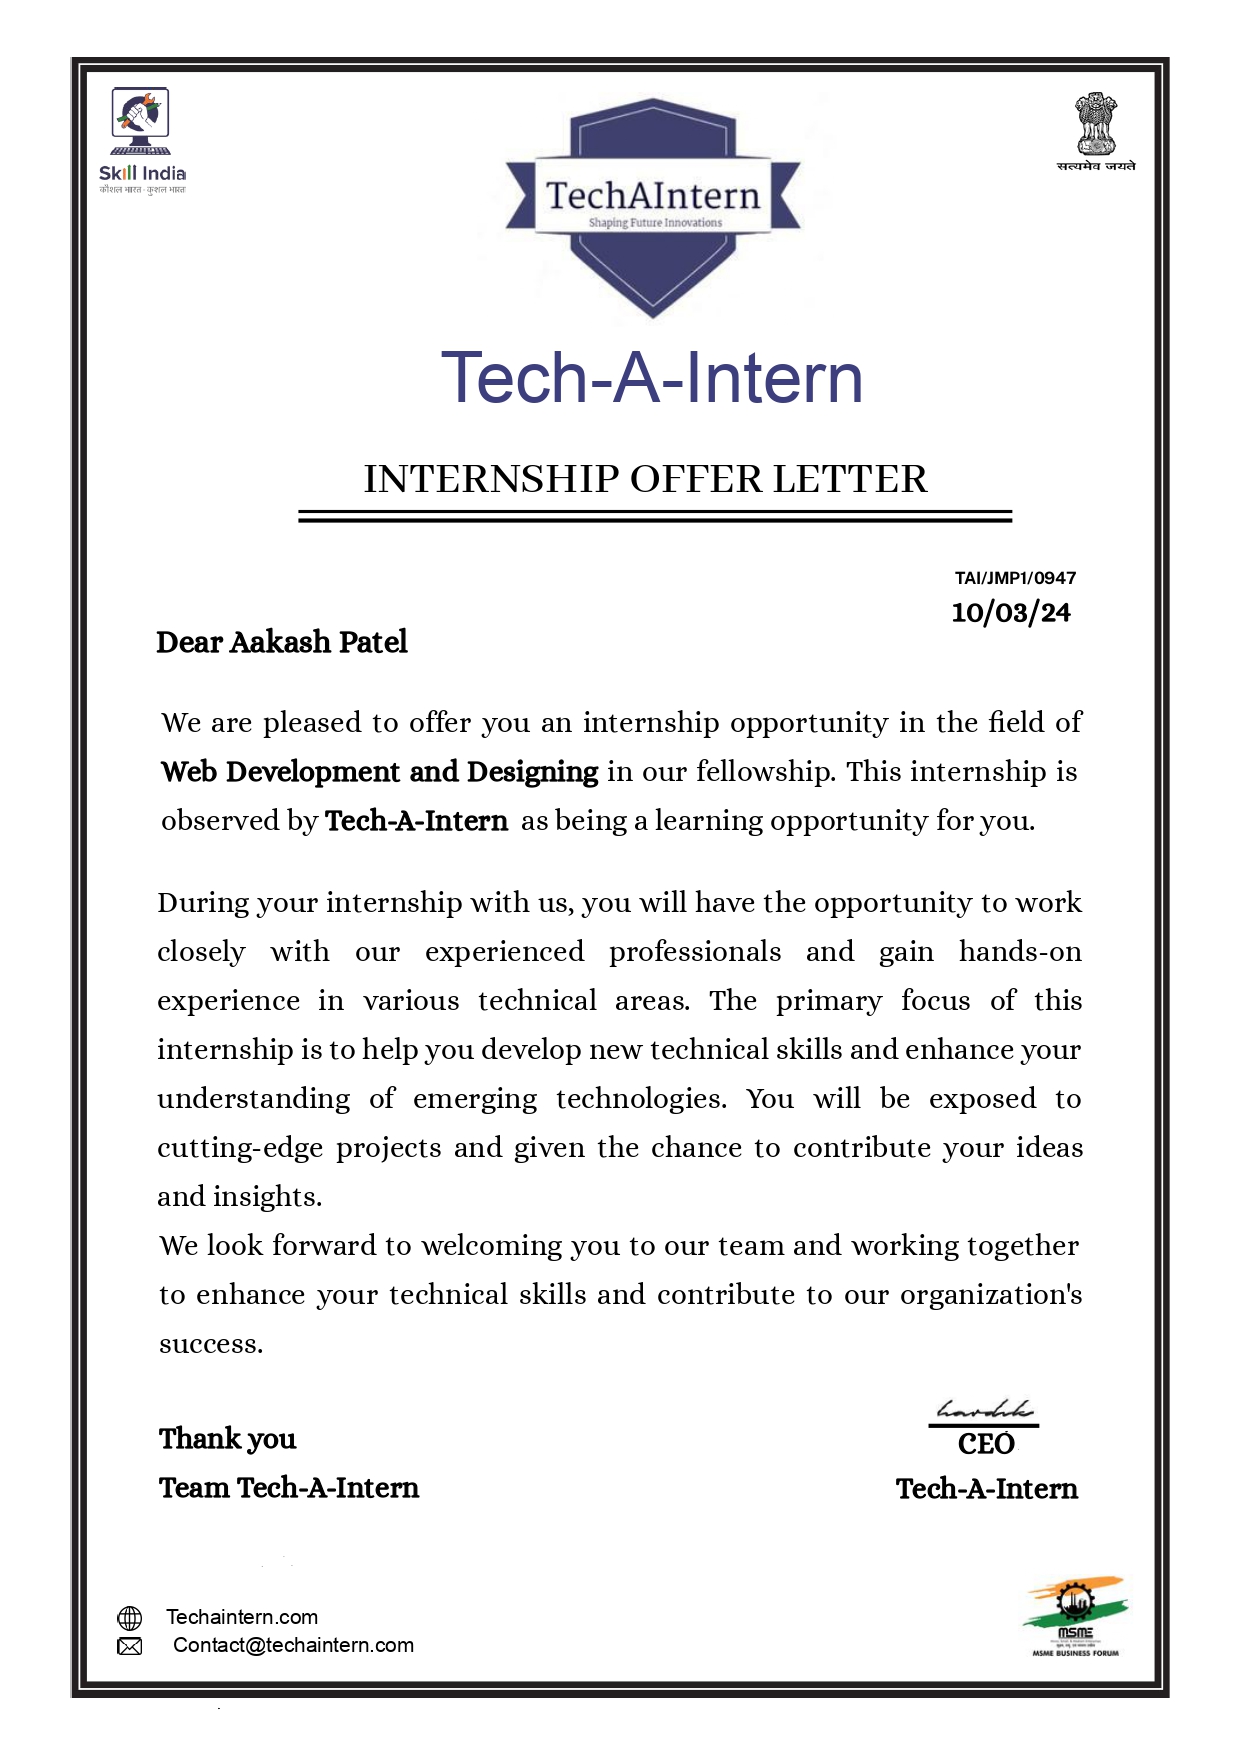 Skill India
कौशल भारत - कुशल भारत
सत्यमेव जयते
TechAIntern
Shaping Future Innovations
Tech-A-Intern
INTERNSHIP OFFER LETTER
TAI/JMP1/0947
10/03/24
Dear Aakash Patel
We are pleased to offer you an internship opportunity in the field of
Web Development and Designing in our fellowship. This internship is
observed by Tech-A-Intern as being a learning opportunity for you.
During your internship with us, you will have the opportunity to work
closely with our experienced professionals and gain hands-on
experience in various technical areas. The primary focus of this
internship is to help you develop new technical skills and enhance your
understanding of emerging technologies. You will be exposed to
cutting-edge projects and given the chance to contribute your ideas
and insights.
We look forward to welcoming you to our team and working together
to enhance your technical skills and contribute to our organization's
success.
hardik
Thank you
CEO
Team Tech-A-Intern
Tech-A-Intern
Techaintern.com
Contact@techaintern.com
MSME
MSME BUSINESS FORUM